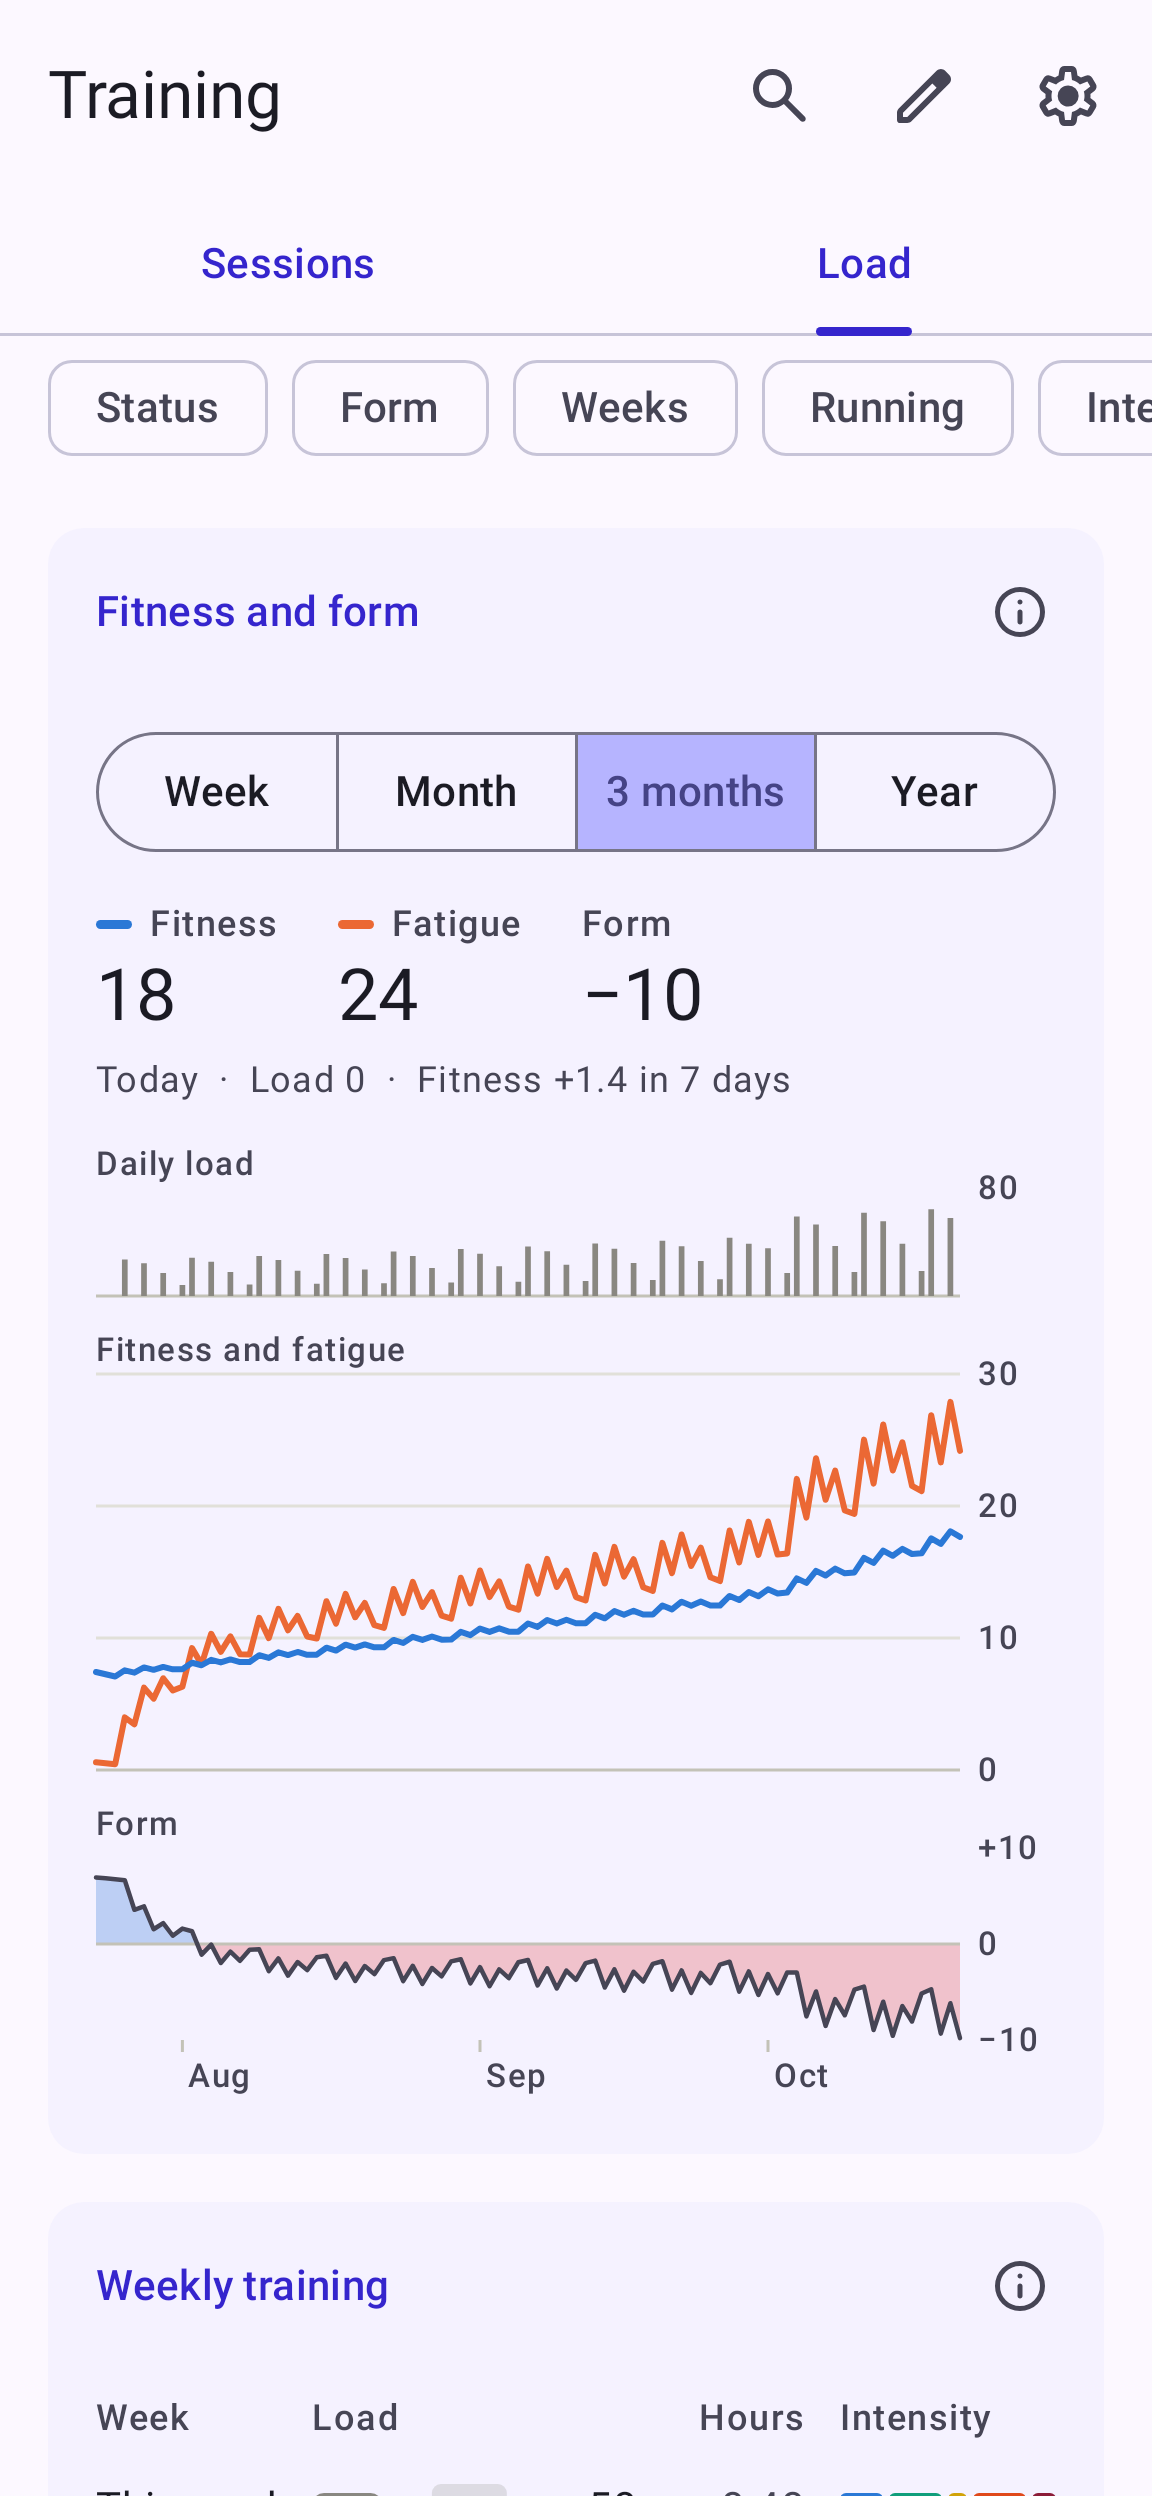 Training
Sessions Load
Status Form Weeks Running Inte
Fitness and form
Week Month 3 months Year
Fitness Fatigue Form
18 24 −10
Today · Load 0 · Fitness +1.4 in 7 days
Daily load
80
Fitness and fatigue
30
20
10
0
Form
+10
0
−10
Aug Sep Oct
Weekly training
Week Load Hours Intensity